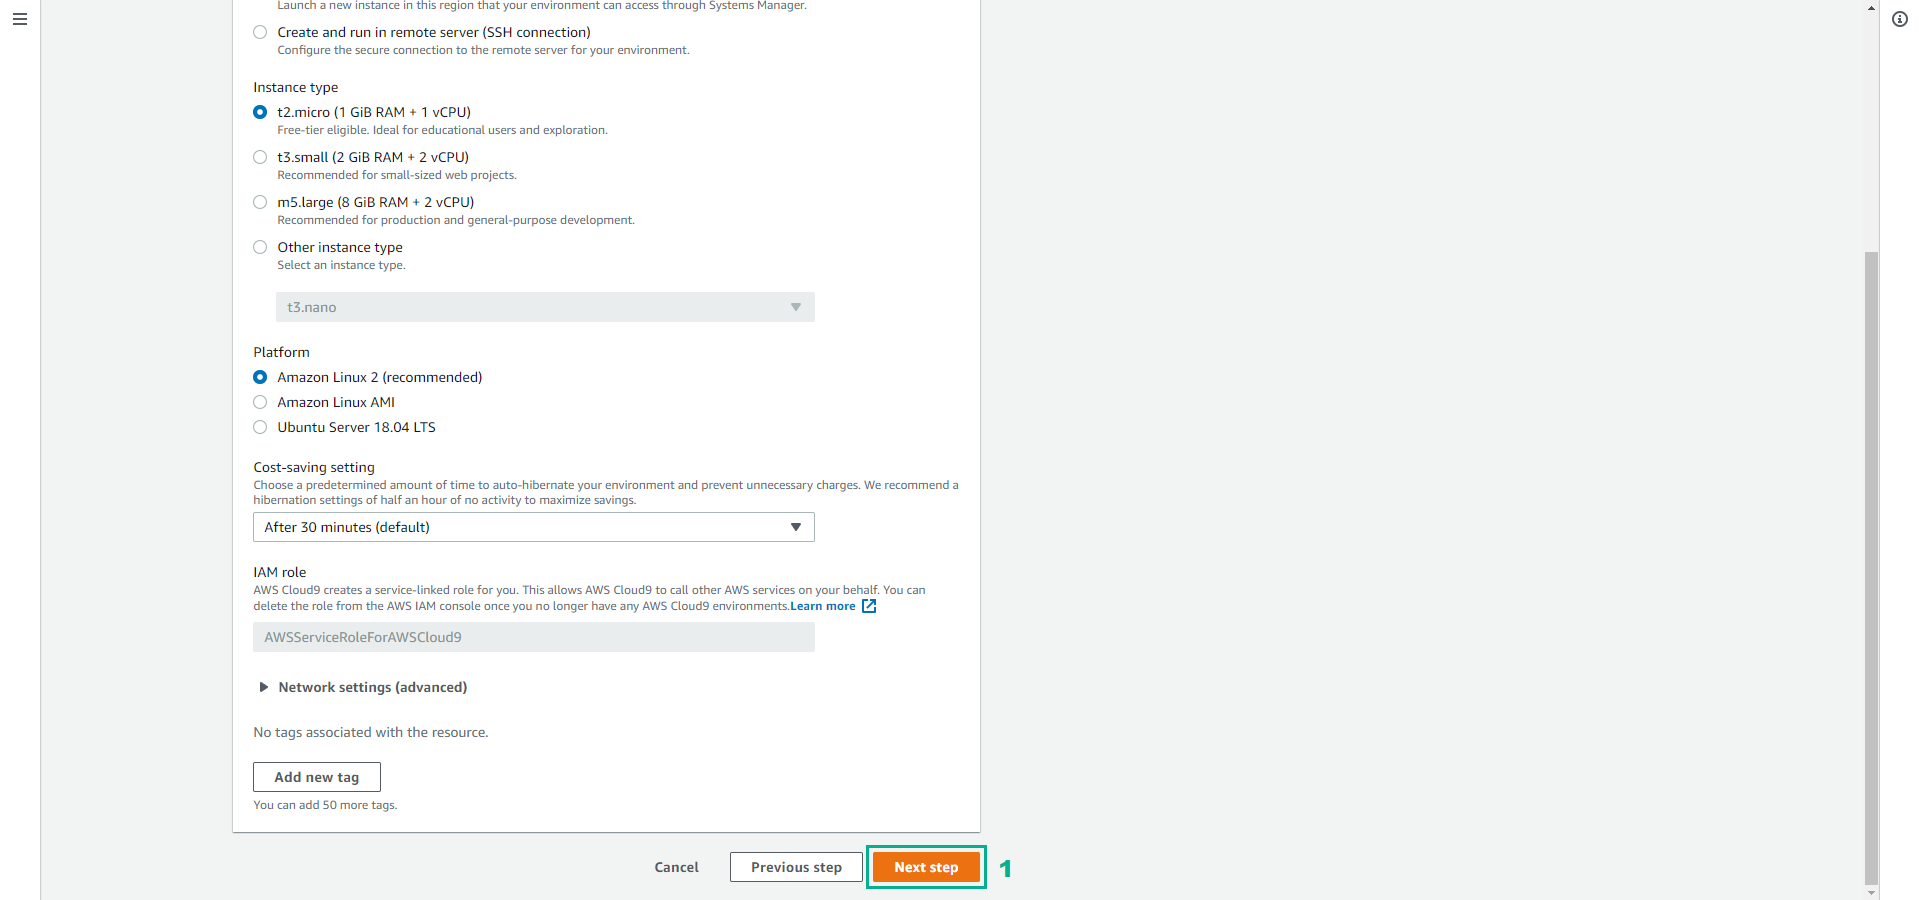 Launch a new instance in this region that your environment can access through Systems Manager.
Create and run in remote server (SSH connection)
Configure the secure connection to the remote server for your environment.
Instance type
t2.micro (1 GiB RAM + 1 vCPU)
Free-tier eligible. Ideal for educational users and exploration.
t3.small (2 GiB RAM + 2 vCPU)
Recommended for small-sized web projects.
m5.large (8 GiB RAM + 2 vCPU)
Recommended for production and general-purpose development.
Other instance type
Select an instance type.
t3.nano
Platform
Amazon Linux 2 (recommended)
Amazon Linux AMI
Ubuntu Server 18.04 LTS
Cost-saving setting
Choose a predetermined amount of time to auto-hibernate your environment and prevent unnecessary charges. We recommend a
hibernation settings of half an hour of no activity to maximize savings.
After 30 minutes (default)
IAM role
AWS Cloud9 creates a service-linked role for you. This allows AWS Cloud9 to call other AWS services on your behalf. You can
delete the role from the AWS IAM console once you no longer have any AWS Cloud9 environments.Learn more
AWSServiceRoleForAWSCloud9
Network settings (advanced)
No tags associated with the resource.
Add new tag
You can add 50 more tags.
Cancel Previous step Next step 1